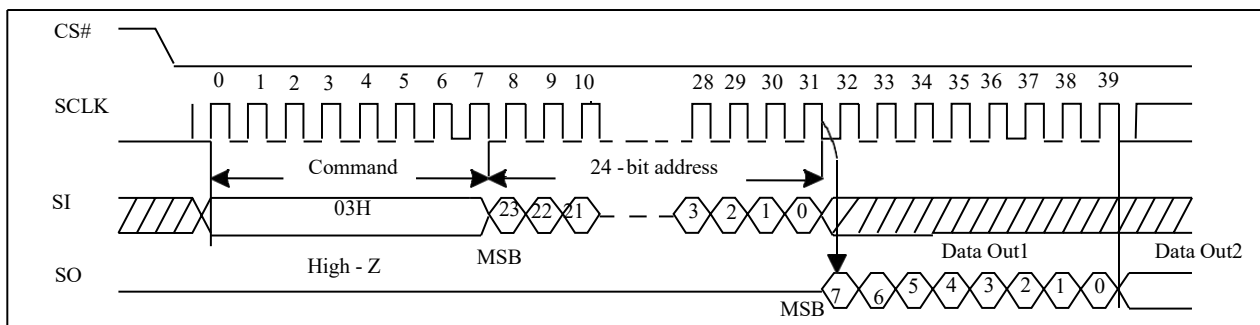 CS#
0 1 2 3 4 5 6 7 8 9 10 28 29 30 31 32 33 34 35 36 37 38 39
SCLK
Command 24 - bit address
SI 03H 23 22 21 3 2 1 0
High - Z MSB Data Out1 Data Out2
SO MSB 7 6 5 4 3 2 1 0